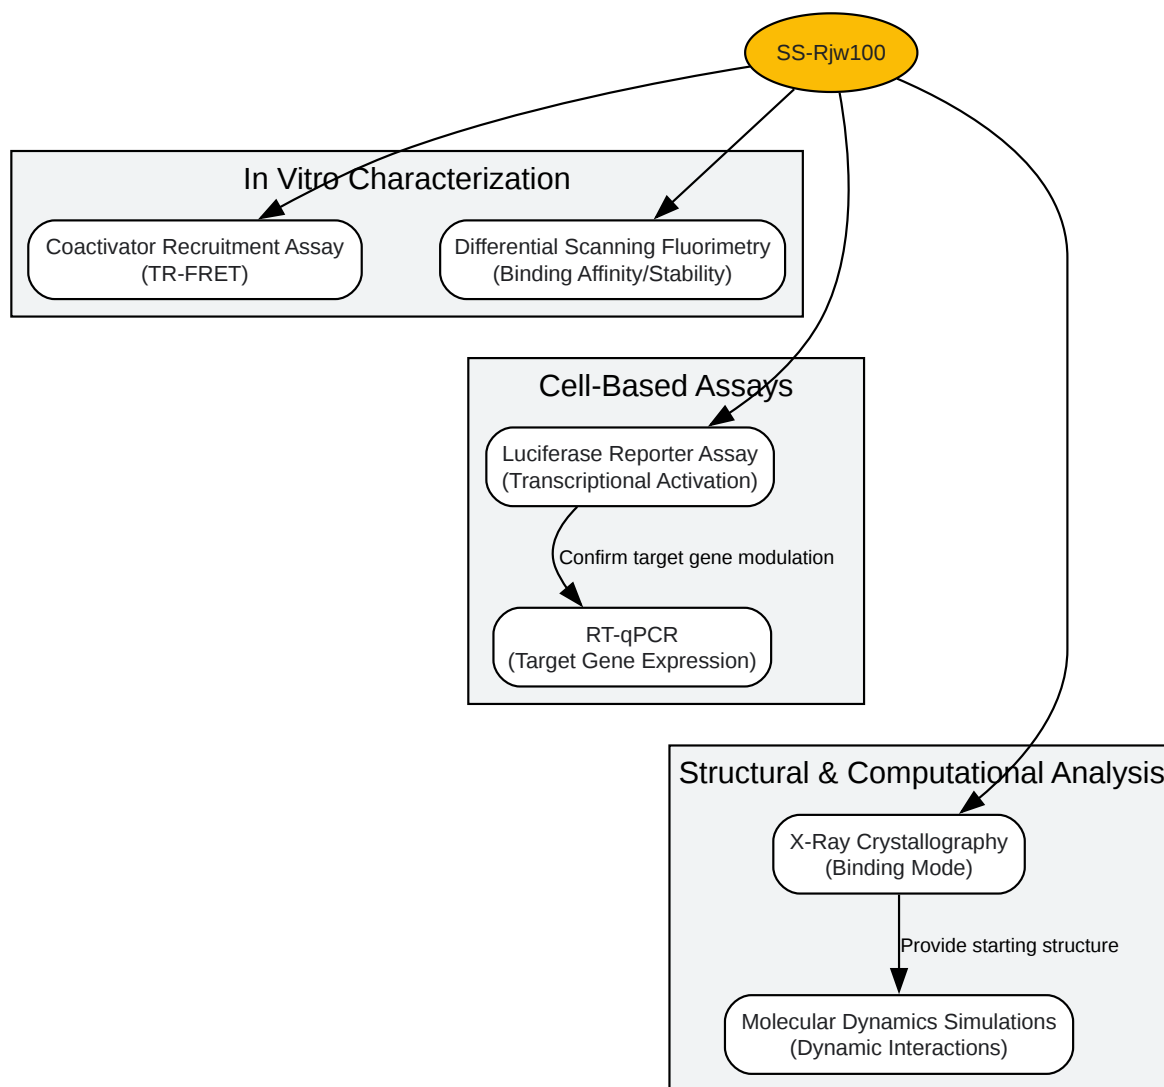 SS-Rjw100
In Vitro Characterization
Coactivator Recruitment Assay
(TR-FRET)
Differential Scanning Fluorimetry
(Binding Affinity/Stability)
Cell-Based Assays
Luciferase Reporter Assay
(Transcriptional Activation)
Confirm target gene modulation
RT-qPCR
(Target Gene Expression)
Structural & Computational Analysis
X-Ray Crystallography
(Binding Mode)
Provide starting structure
Molecular Dynamics Simulations
(Dynamic Interactions)